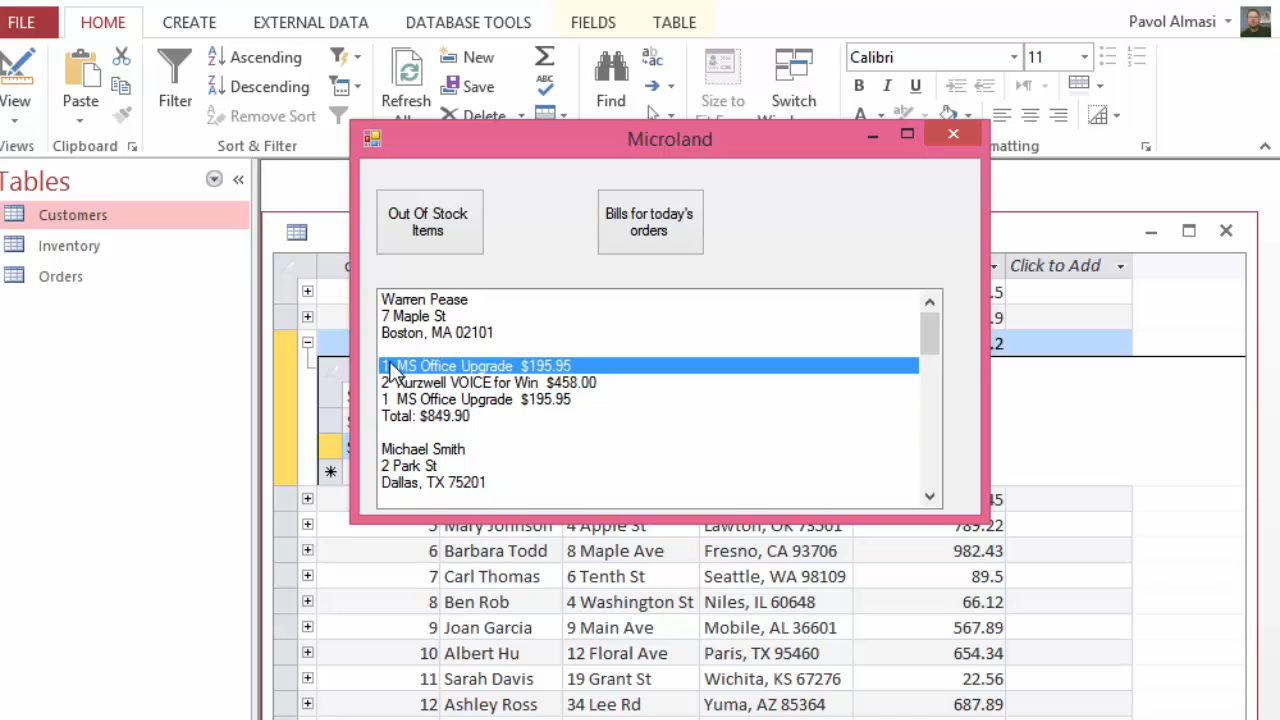 FILE HOME CREATE EXTERNAL DATA DATABASE TOOLS FIELDS TABLE Pavol Almasi
View Paste Filter Ascending Descending Remove Sort Refresh New Save Delete Find Size to Switch Calibri 11
B I U
Views Clipboard Sort & Filter matting
Tables
Customers
Inventory
Orders
Microland
Out Of Stock
Items
Bills for today's
orders
Click to Add
Warren Pease
7 Maple St
Boston, MA 02101
1 MS Office Upgrade $195.95
2 Kurzwell VOICE for Win $458.00
1 MS Office Upgrade $195.95
Total: $849.90
Michael Smith
2 Park St
Dallas, TX 75201
.5
.9
.2
45
5 Mary Johnson 4 Apple St Lawton, OK 73501 789.22
6 Barbara Todd 8 Maple Ave Fresno, CA 93706 982.43
7 Carl Thomas 6 Tenth St Seattle, WA 98109 89.5
8 Ben Rob 4 Washington St Niles, IL 60648 66.12
9 Joan Garcia 9 Main Ave Mobile, AL 36601 567.89
10 Albert Hu 12 Floral Ave Paris, TX 95460 654.34
11 Sarah Davis 19 Grant St Wichita, KS 67276 22.56
12 Ashley Ross 34 Lee Rd Yuma, AZ 85364 687.89